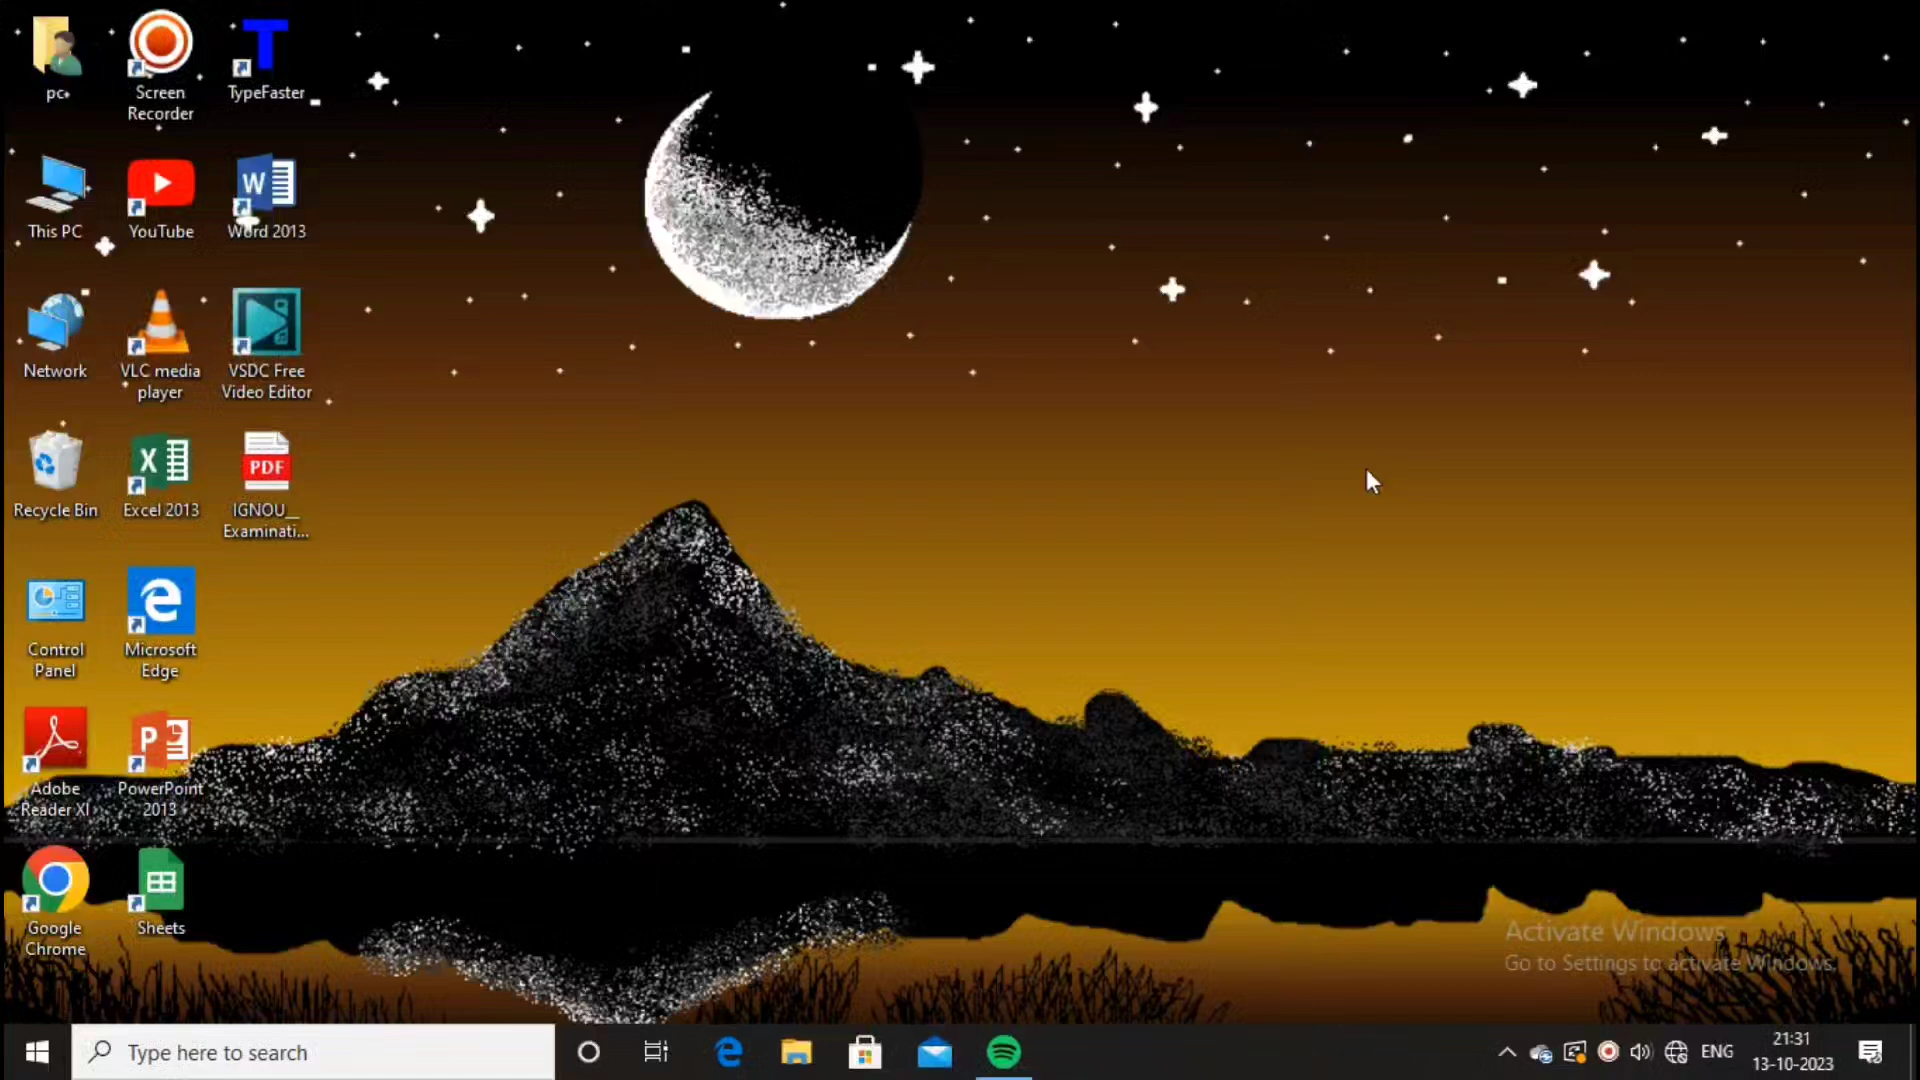 pc
Screen
Recorder
TypeFaster
This PC
YouTube
Word 2013
Network
VLC media
player
VSDC Free
Video Editor
PDF
Recycle Bin
Excel 2013
IGNOU__
Examinati...
Control
Panel
Microsoft
Edge
Adobe
Reader XI
PowerPoint
2013
Google
Chrome
Sheets
Activate Windows
Go to Settings to activate Windows.
Type here to search
ENG
21:31
13-10-2023